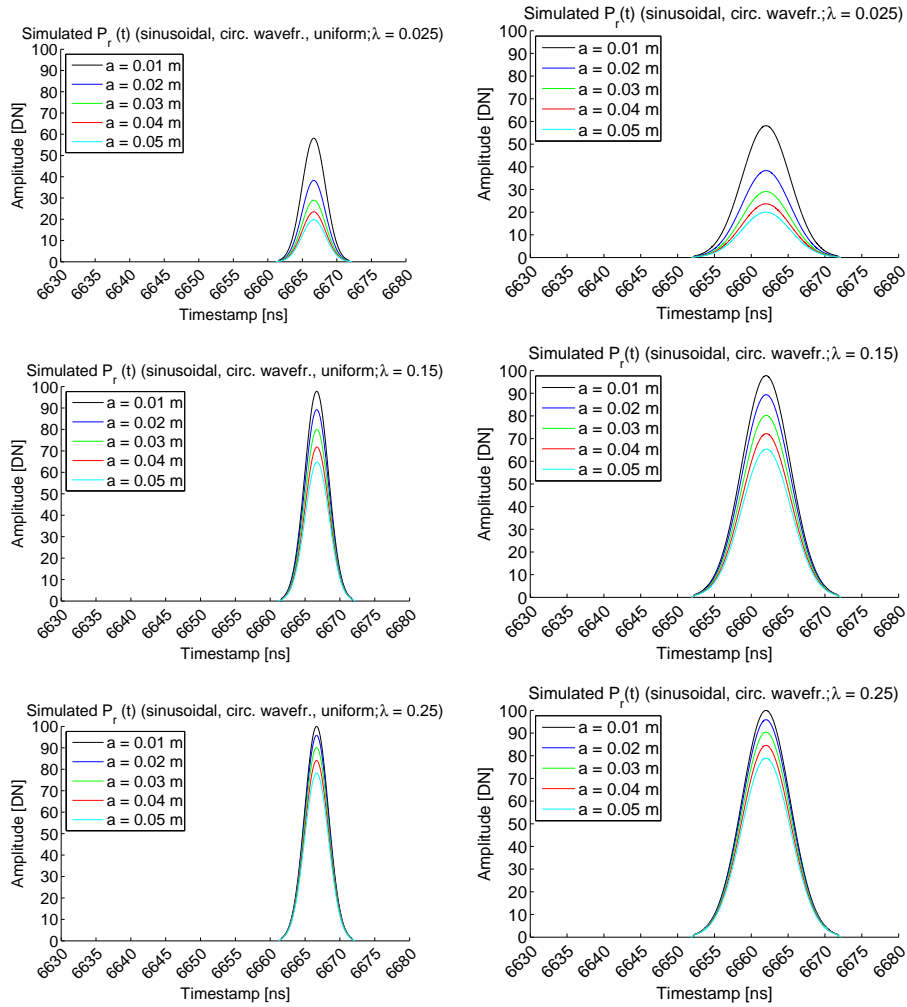 Simulated P_r (t) (sinusoidal, circ. wavefr., uniform;λ = 0.025)
100
90
80
70
60
50
40
30
20
10
0
Amplitude [DN]
a = 0.01 m
a = 0.02 m
a = 0.03 m
a = 0.04 m
a = 0.05 m
6630
6640
6645
6650
6655
6660
6665
6670
6675
6680
Timestamp [ns]
Simulated P_r(t) (sinusoidal, circ. wavefr.;λ = 0.025)
100
90
80
70
60
50
40
30
20
10
0
Amplitude [DN]
a = 0.01 m
a = 0.02 m
a = 0.03 m
a = 0.04 m
a = 0.05 m
6630
6640
6645
6650
6655
6660
6665
6670
6675
6680
Timestamp [ns]
Simulated P_r (t) (sinusoidal, circ. wavefr., uniform;λ = 0.15)
100
90
80
70
60
50
40
30
20
10
0
Amplitude [DN]
a = 0.01 m
a = 0.02 m
a = 0.03 m
a = 0.04 m
a = 0.05 m
6630
6640
6645
6650
6655
6660
6665
6670
6675
6680
Timestamp [ns]
Simulated P_r(t) (sinusoidal, circ. wavefr.;λ = 0.15)
100
90
80
70
60
50
40
30
20
10
0
Amplitude [DN]
a = 0.01 m
a = 0.02 m
a = 0.03 m
a = 0.04 m
a = 0.05 m
6630
6640
6645
6650
6655
6660
6665
6670
6675
6680
Timestamp [ns]
Simulated P_r (t) (sinusoidal, circ. wavefr., uniform;λ = 0.25)
100
90
80
70
60
50
40
30
20
10
0
Amplitude [DN]
a = 0.01 m
a = 0.02 m
a = 0.03 m
a = 0.04 m
a = 0.05 m
6630
6640
6645
6650
6655
6660
6665
6670
6675
6680
Timestamp [ns]
Simulated P_r(t) (sinusoidal, circ. wavefr.;λ = 0.25)
100
90
80
70
60
50
40
30
20
10
0
Amplitude [DN]
a = 0.01 m
a = 0.02 m
a = 0.03 m
a = 0.04 m
a = 0.05 m
6630
6640
6645
6650
6655
6660
6665
6670
6675
6680
Timestamp [ns]